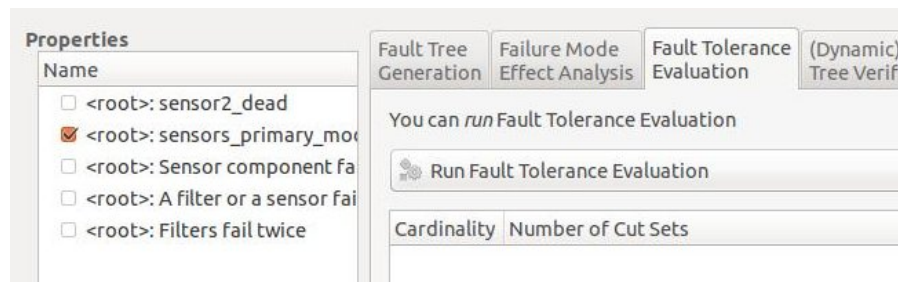 Properties
Name
<root>: sensor2_dead
<root>: sensors_primary_mo
<root>: Sensor component fa
<root>: A filter or a sensor fai
<root>: Filters fail twice
Fault Tree
Generation
Failure Mode
Effect Analysis
Fault Tolerance
Evaluation
(Dynamic)
Tree Verif
You can run Fault Tolerance Evaluation
Run Fault Tolerance Evaluation
Cardinality Number of Cut Sets